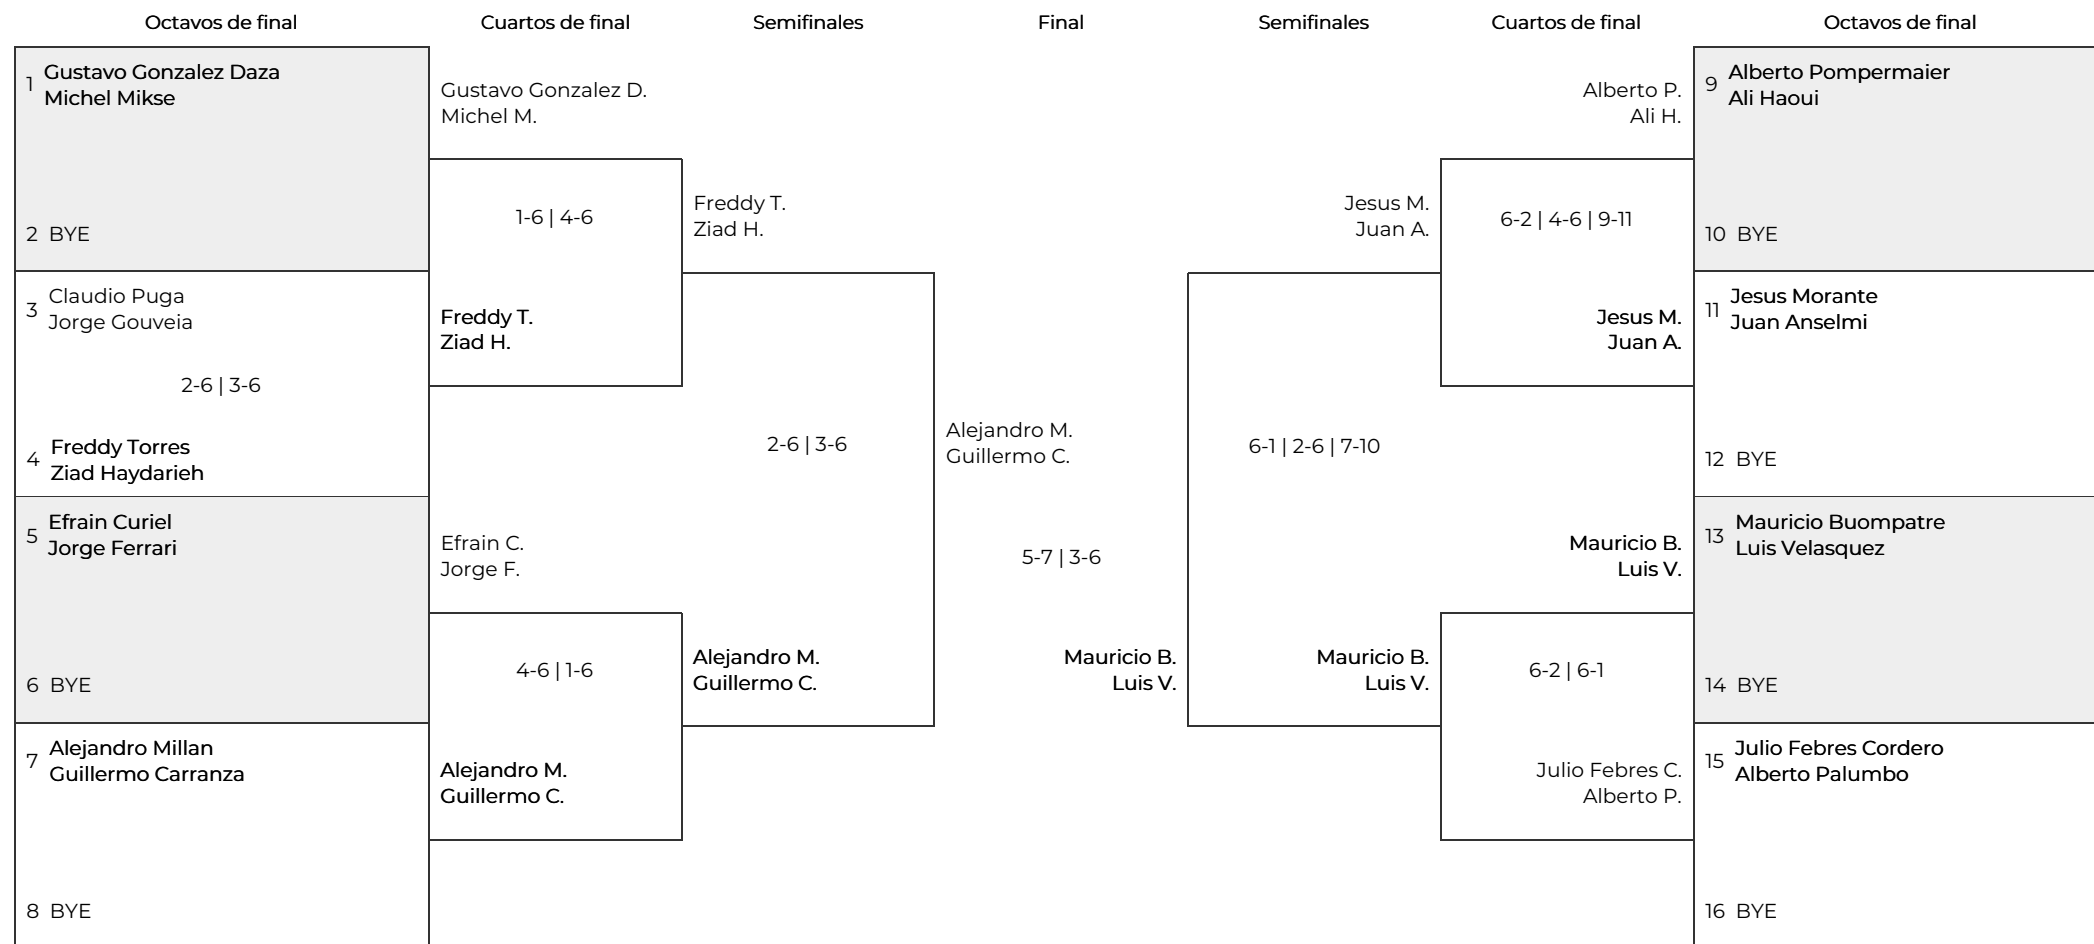 Octavos de final
Cuartos de final
Semifinales
Final
Semifinales
Cuartos de final
Octavos de final
1 Gustavo Gonzalez Daza
Michel Mikse
2 BYE
3 Claudio Puga
Jorge Gouveia
2-6 | 3-6
4 Freddy Torres
Ziad Haydarieh
5 Efrain Curiel
Jorge Ferrari
6 BYE
7 Alejandro Millan
Guillermo Carranza
8 BYE
Gustavo Gonzalez D.
Michel M.
1-6 | 4-6
Freddy T.
Ziad H.
Efrain C.
Jorge F.
4-6 | 1-6
Alejandro M.
Guillermo C.
Freddy T.
Ziad H.
2-6 | 3-6
Alejandro M.
Guillermo C.
Alejandro M.
Guillermo C.
5-7 | 3-6
Mauricio B.
Luis V.
Jesus M.
Juan A.
6-1 | 2-6 | 7-10
Mauricio B.
Luis V.
Alberto P.
Ali H.
6-2 | 4-6 | 9-11
Jesus M.
Juan A.
Mauricio B.
Luis V.
6-2 | 6-1
Julio Febres C.
Alberto P.
9 Alberto Pompermaier
Ali Haoui
10 BYE
11 Jesus Morante
Juan Anselmi
12 BYE
13 Mauricio Buompatre
Luis Velasquez
14 BYE
15 Julio Febres Cordero
Alberto Palumbo
16 BYE